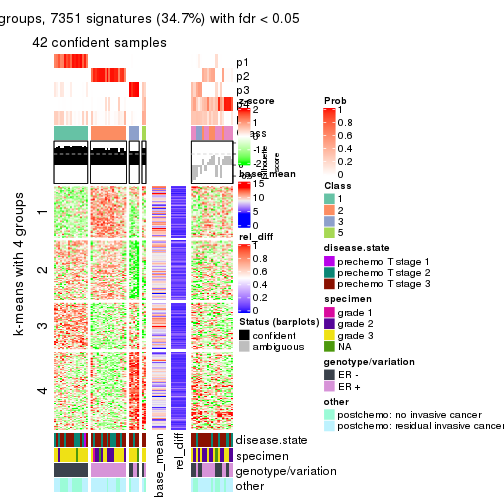 groups, 7351 signatures (34.7%) with fdr < 0.05
42 confident samples
p1
p2
p3
z-score
2
1
0
-1
-2
base_mean
15
10
5
0
rel_diff
1
0.8
0.6
0.4
0.2
0
Status (barplots)
confident
ambiguous
Prob
1
0.8
0.6
0.4
0.2
0
Class
1
2
3
5
disease.state
prechemo T stage 1
prechemo T stage 2
prechemo T stage 3
specimen
grade 1
grade 2
grade 3
NA
genotype/variation
ER -
ER +
other
postchemo: no invasive cancer
postchemo: residual invasive cancer
k-means with 4 groups
1
2
3
4
base_mean
rel_diff
disease.state
specimen
genotype/variation
other